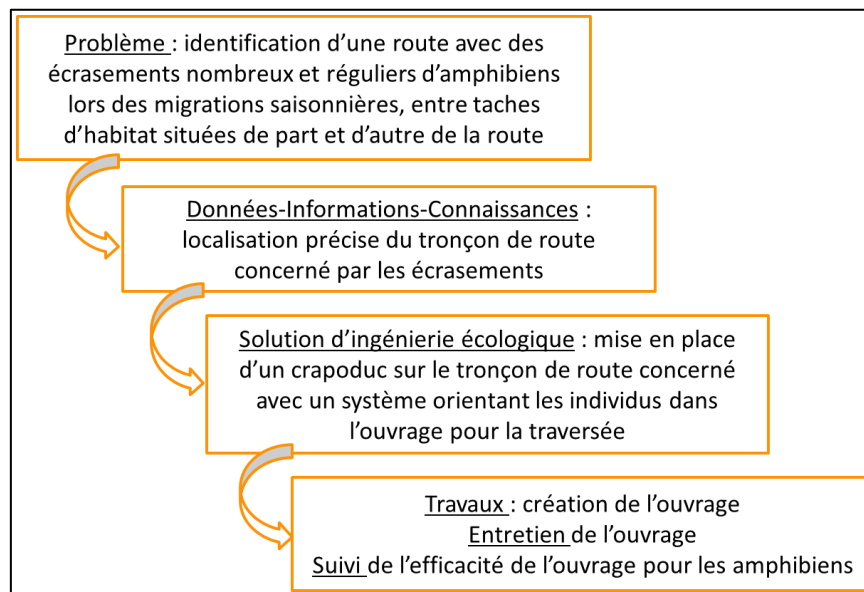 Problème : identification d’une route avec des
écrasements nombreux et réguliers d’amphibiens
lors des migrations saisonnières, entre taches
d’habitat situées de part et d’autre de la route
Données-Informations-Connaissances :
localisation précise du tronçon de route
concerné par les écrasements
Solution d’ingénierie écologique : mise en place
d’un crapoduc sur le tronçon de route concerné
avec un système orientant les individus dans
l’ouvrage pour la traversée
Travaux : création de l’ouvrage
Entretien de l’ouvrage
Suivi de l’efficacité de l’ouvrage pour les amphibiens